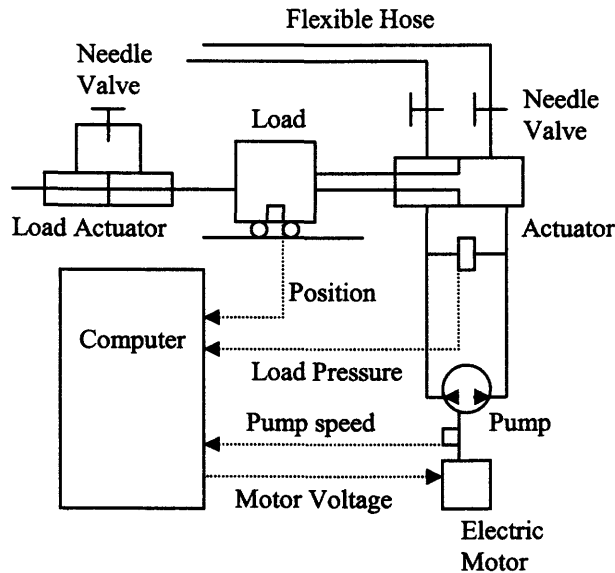 Flexible Hose
Needle
Valve
Load
Needle
Valve
Load Actuator
Actuator
Position
Computer
Load Pressure
Pump speed
Pump
Motor Voltage
Electric
Motor